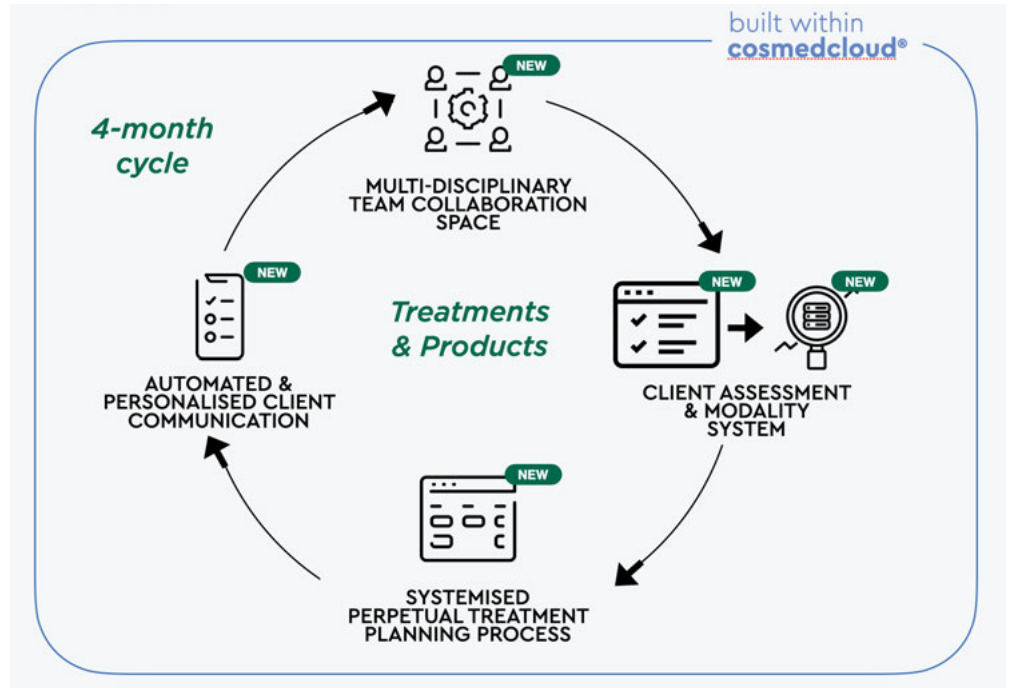 built within
cosmedcloud®
4-month
cycle
NEW
MULTI-DISCIPLINARY
TEAM COLLABORATION
SPACE
NEW
NEW
NEW
Treatments
& Products
AUTOMATED &
PERSONALISED CLIENT
COMMUNICATION
CLIENT ASSESSMENT
& MODALITY
SYSTEM
NEW
SYSTEMISED
PERPETUAL TREATMENT
PLANNING PROCESS